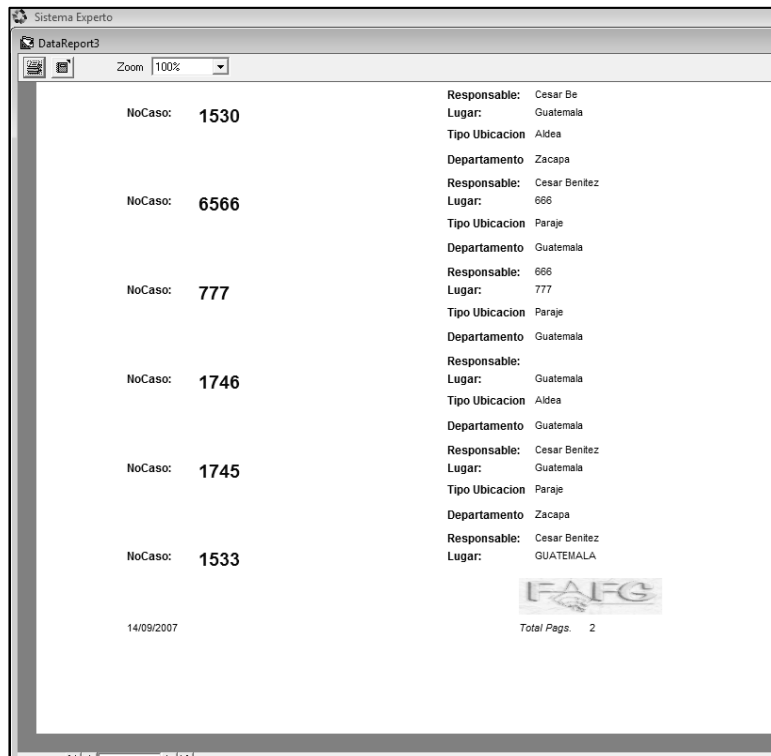 Sistema Experto
DataReport3
Zoom 100%
Responsable: Cesar Be
NoCaso: 1530 Lugar: Guatemala
Tipo Ubicacion Aldea
Departamento Zacapa
Responsable: Cesar Benitez
NoCaso: 6566 Lugar: 666
Tipo Ubicacion Paraje
Departamento Guatemala
Responsable: 666
NoCaso: 777 Lugar: 777
Tipo Ubicacion Paraje
Departamento Guatemala
Responsable:
NoCaso: 1746 Lugar: Guatemala
Tipo Ubicacion Aldea
Departamento Guatemala
Responsable: Cesar Benitez
NoCaso: 1745 Lugar: Guatemala
Tipo Ubicacion Paraje
Departamento Zacapa
Responsable: Cesar Benitez
NoCaso: 1533 Lugar: GUATEMALA
FAFG
14/09/2007 Total Pags. 2